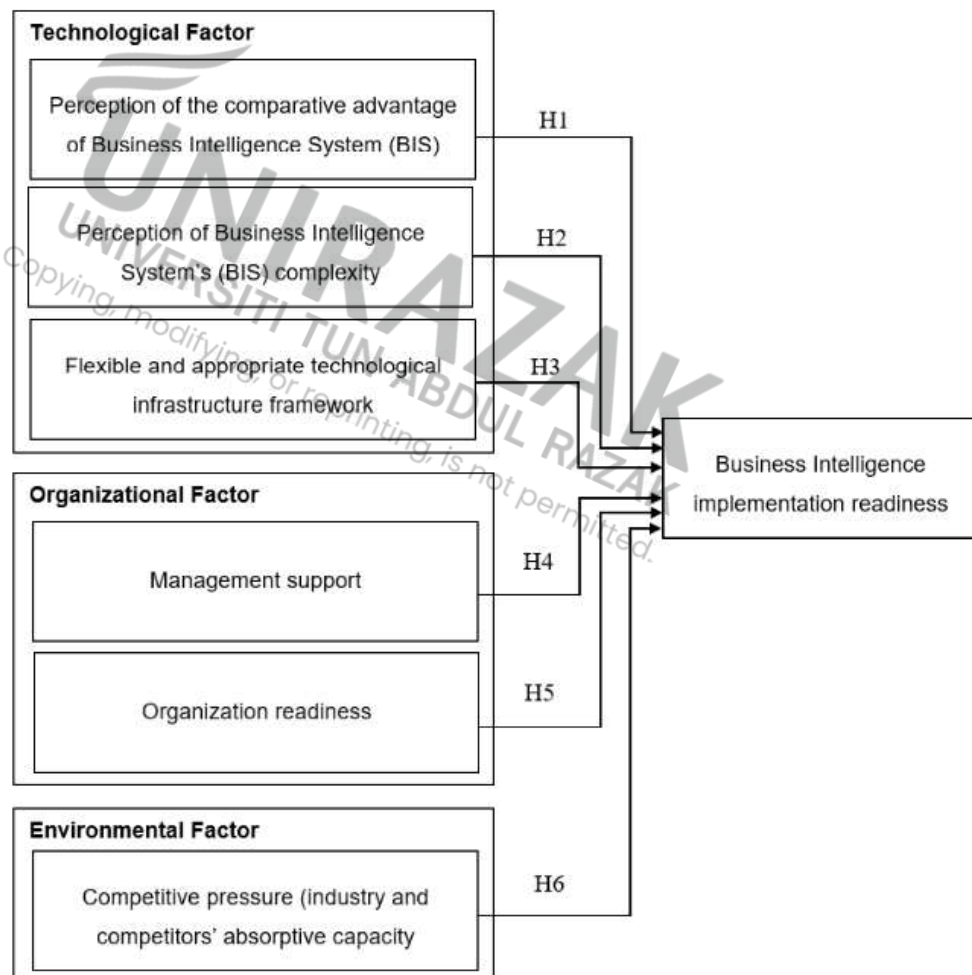 Technological Factor
Perception of the comparative advantage
of Business Intelligence System (BIS)
H1
Perception of Business Intelligence
System's (BIS) complexity
H2
Flexible and appropriate technological
infrastructure framework
H3
Organizational Factor
Management support
H4
Organization readiness
H5
Environmental Factor
Competitive pressure (industry and
competitors' absorptive capacity
H6
Business Intelligence
implementation readiness
UNIRAZAK
UNIVERSITI TUN ABDUL RAZAK
Copying, modifying, or reprinting, is not permitted.